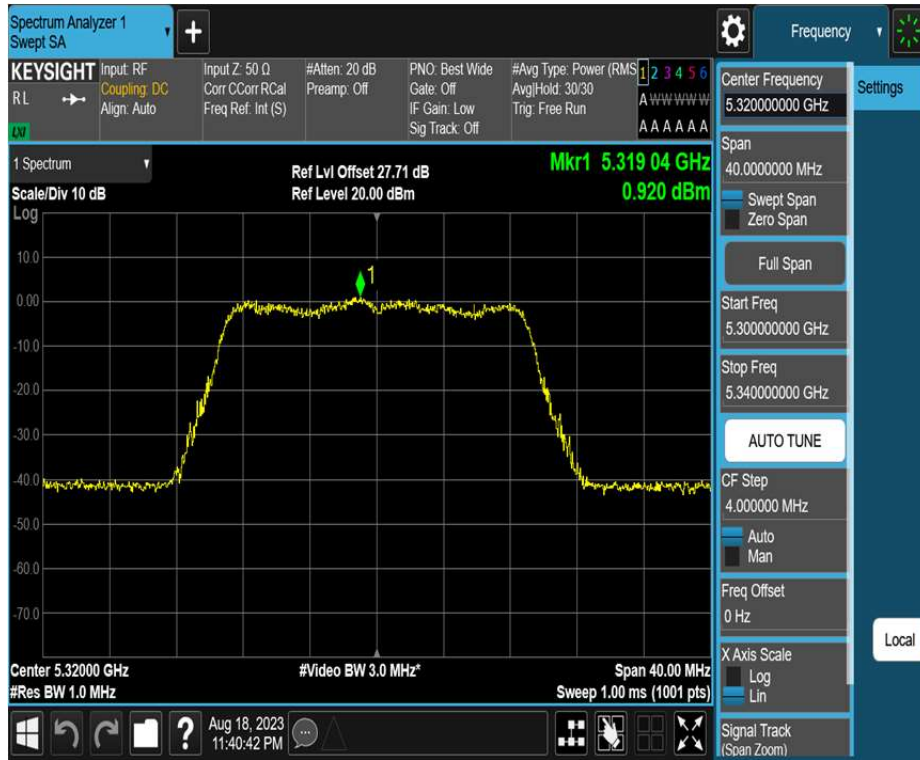 Spectrum Analyzer 1
Swept SA
+
Frequency
KEYSIGHT
R L
LXI
Input: RF
Coupling: DC
Align: Auto
Input Z: 50 Ω
Corr CCorr RCal
Freq Ref: Int (S)
#Atten: 20 dB
Preamp: Off
PNO: Best Wide
Gate: Off
IF Gain: Low
Sig Track: Off
#Avg Type: Power (RMS
Avg|Hold: 30/30
Trig: Free Run
1 2 3 4 5 6
A W W W W W
A A A A A A
Center Frequency
5.320000000 GHz
Settings
Span
40.0000000 MHz
Swept Span
Zero Span
Full Span
Start Freq
5.300000000 GHz
Stop Freq
5.340000000 GHz
AUTO TUNE
CF Step
4.000000 MHz
Auto
Man
Freq Offset
0 Hz
X Axis Scale
Log
Lin
Signal Track
(Span Zoom)
Local
1 Spectrum
Scale/Div 10 dB
Log
Ref Lvl Offset 27.71 dB
Ref Level 20.00 dBm
Mkr1 5.319 04 GHz
0.920 dBm
10.0
0.00
-10.0
-20.0
-30.0
-40.0
-50.0
-60.0
-70.0
1
Center 5.32000 GHz
#Res BW 1.0 MHz
#Video BW 3.0 MHz*
Span 40.00 MHz
Sweep 1.00 ms (1001 pts)
?
Aug 18, 2023
11:40:42 PM